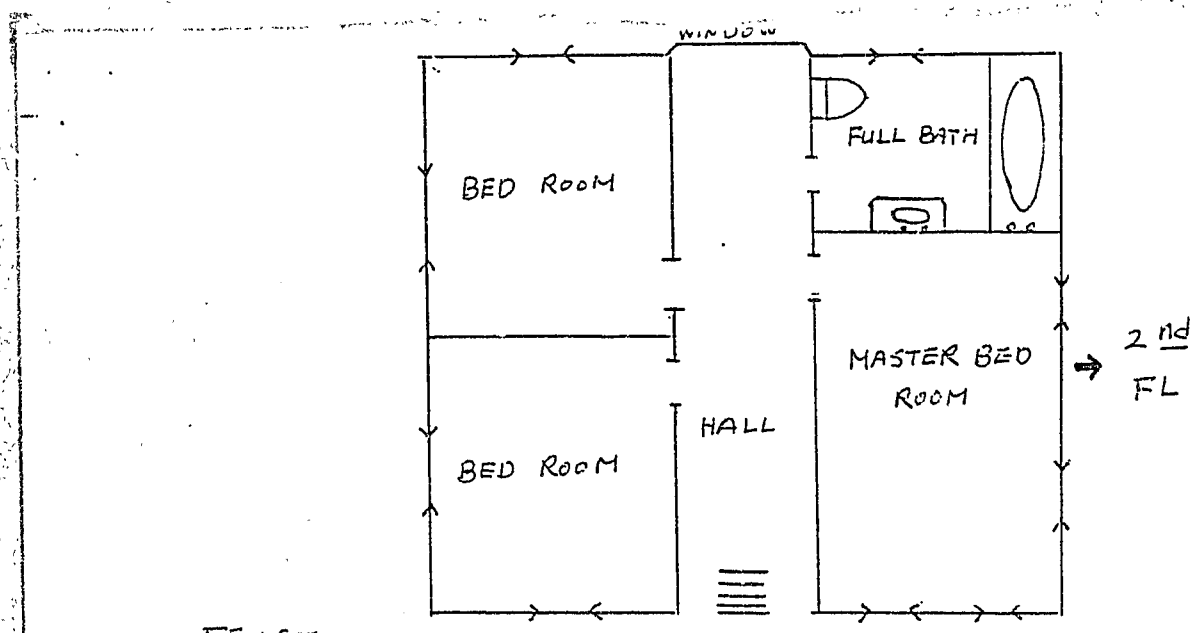 WINDOW
FULL BATH
BED ROOM
MASTER BED
ROOM
2 nd
FL
HALL
BED ROOM